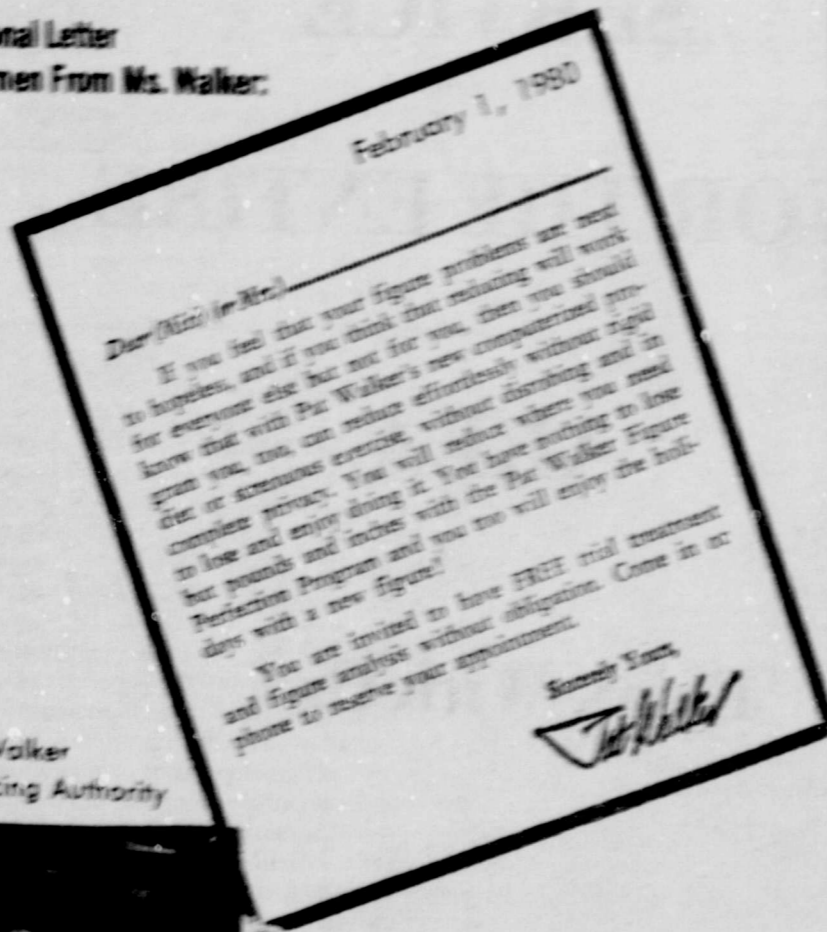 onal Letter
men From Ms. Walker:
February 1, 1980
Dear (Miss) (or Mrs.)
If you feel that your figure problems are next
to hopeless, and if you think that reducing will work
for everyone else but not for you, then you should
know that with Pat Walker's new computerized pro-
gram you, too, can reduce effortlessly without rigid
diet or strenuous exercise, without disrobing and in
complete privacy. You will reduce where you need
to lose and enjoy doing it. You have nothing to lose
but pounds and inches with the Pat Walker Figure
Perfection Program and you too will enjoy the holi-
days with a new figure!
You are invited to have FREE trial treatment
and figure analysis without obligation. Come in or
phone to reserve your appointment.
Sincerely Yours,
Pat Walker
Walker
cing Authority